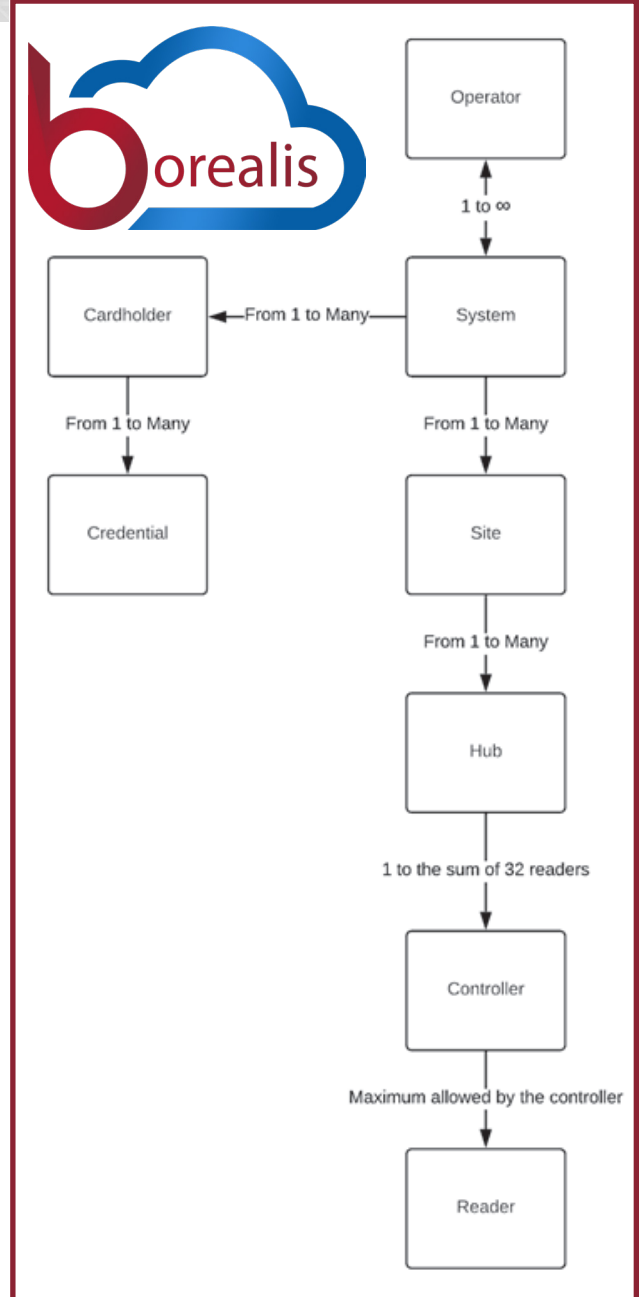 borealis
Operator
1 to ∞
Cardholder
From 1 to Many
System
From 1 to Many
From 1 to Many
Credential
Site
From 1 to Many
Hub
1 to the sum of 32 readers
Controller
Maximum allowed by the controller
Reader